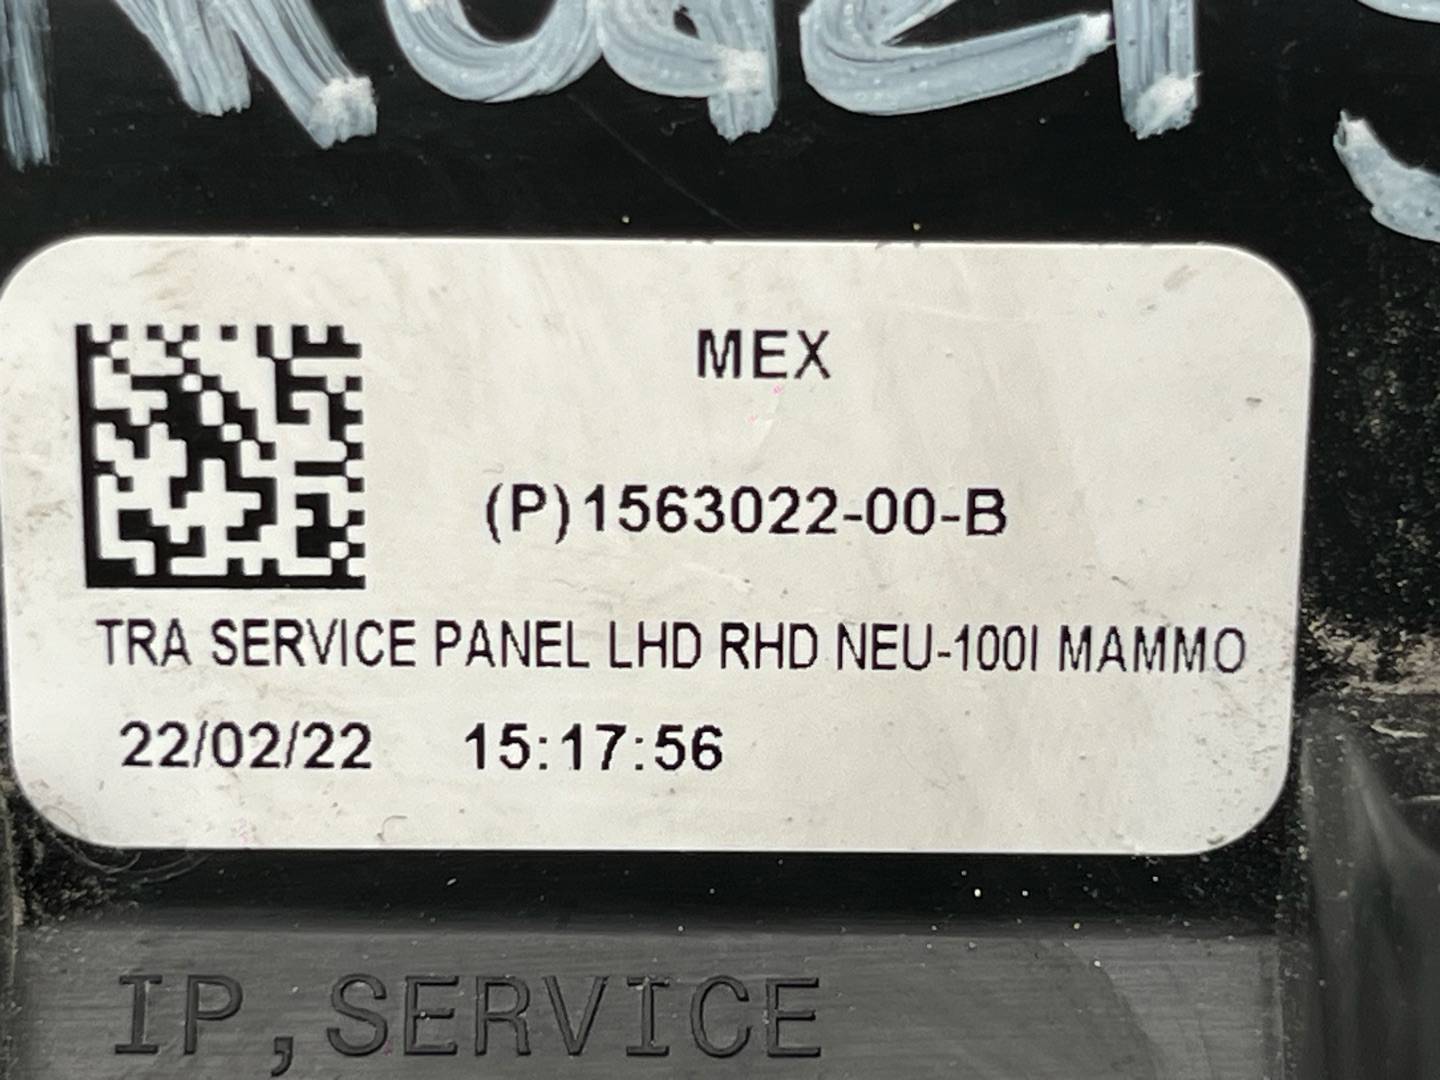 MEX
(P)1563022-00-B
TRA SERVICE PANEL LHD RHD NEU-100I MAMMO
22/02/22 15:17:56
IP,SERVICE